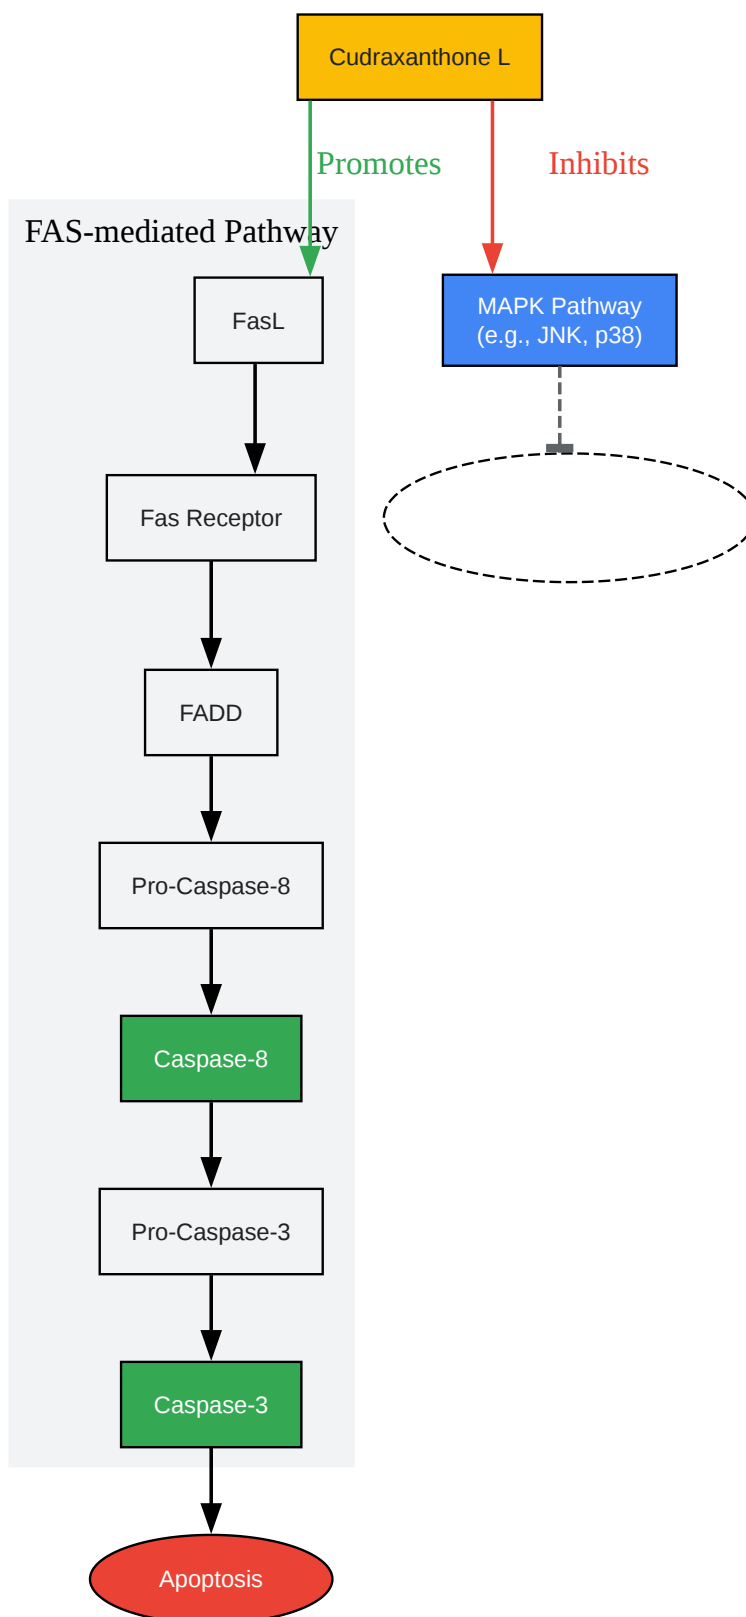 Cudraxanthone L
Promotes
Inhibits
FAS-mediated Pathway
FasL
MAPK Pathway
(e.g., JNK, p38)
Fas Receptor
FADD
Pro-Caspase-8
Caspase-8
Pro-Caspase-3
Caspase-3
Apoptosis